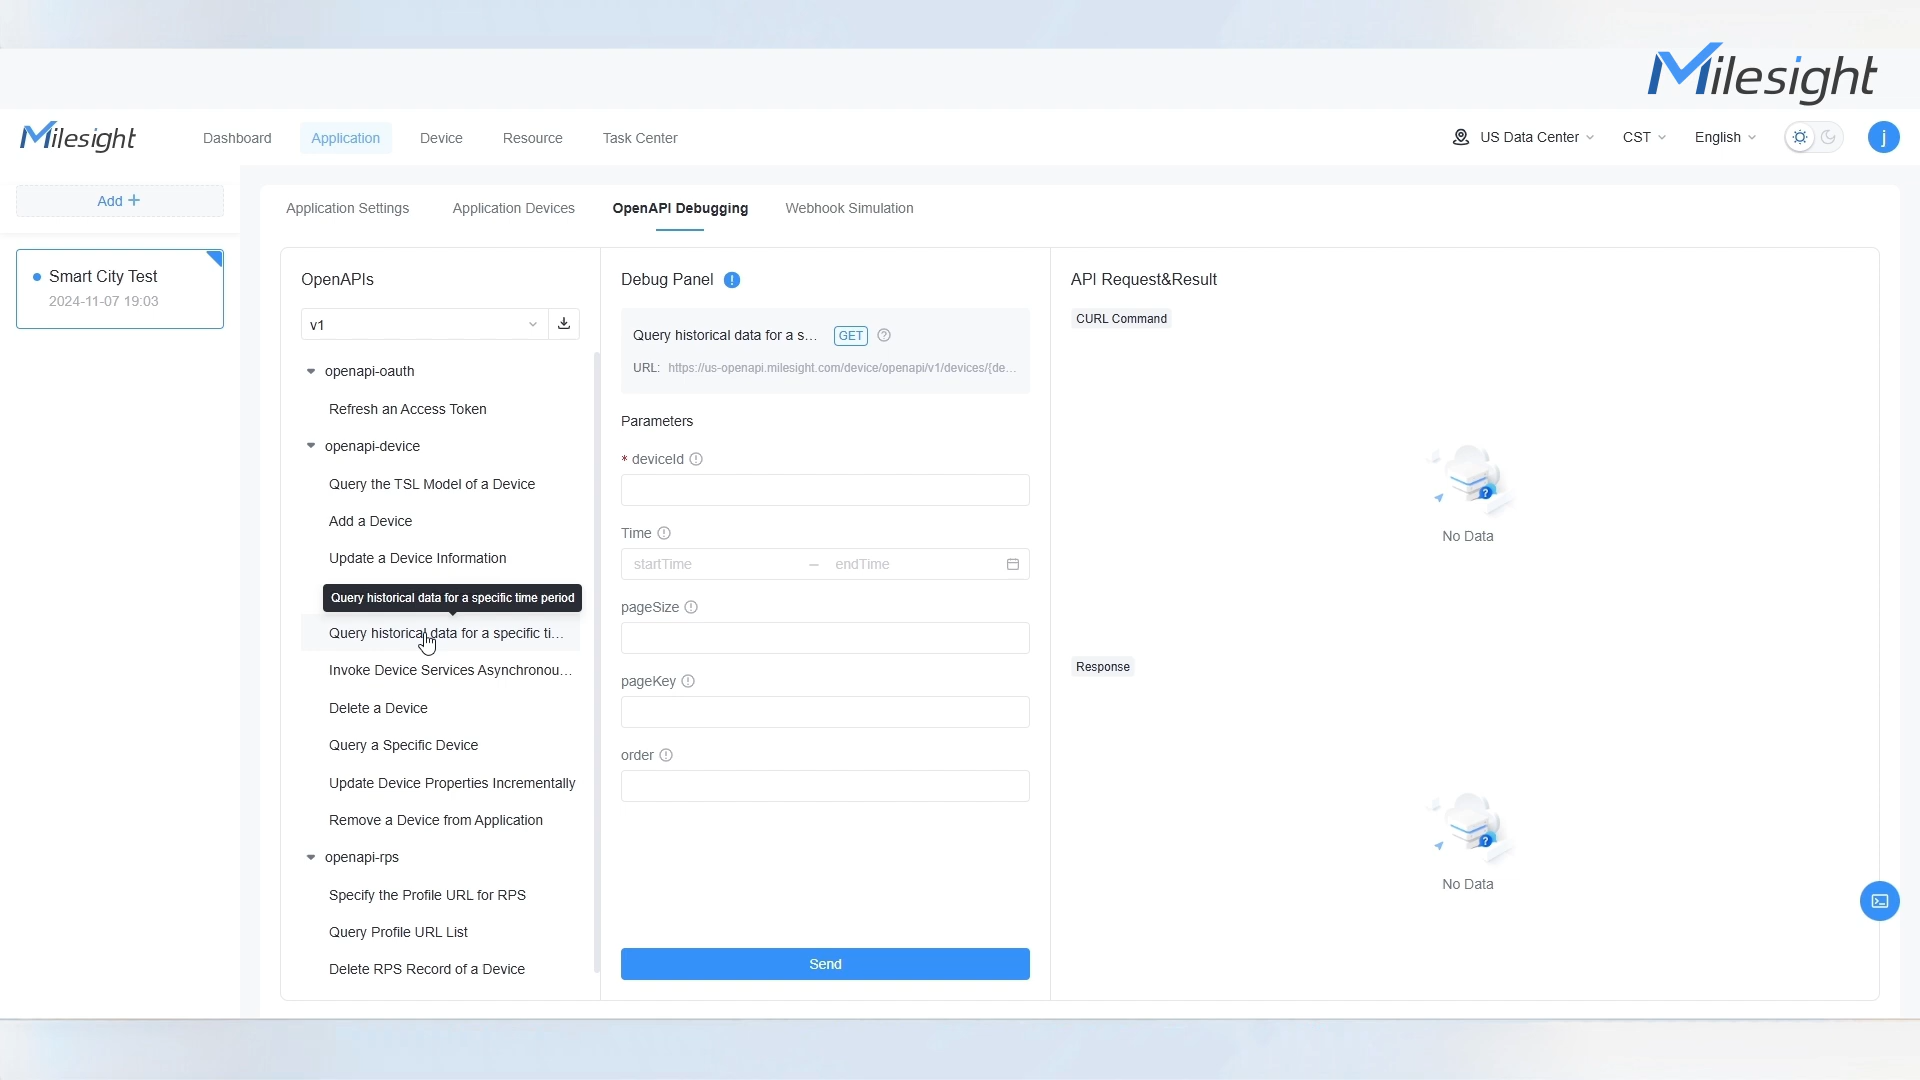 Milesight
Milesight
Dashboard
Application
Device
Resource
Task Center
US Data Center
CST
English
j
Add +
Smart City Test
2024-11-07 19:03
Application Settings
Application Devices
OpenAPI Debugging
Webhook Simulation
OpenAPIs
v1
openapi-oauth
Refresh an Access Token
openapi-device
Query the TSL Model of a Device
Add a Device
Update a Device Information
Query historical data for a specific time period
Query historical data for a specific ti...
Invoke Device Services Asynchronou...
Delete a Device
Query a Specific Device
Update Device Properties Incrementally
Remove a Device from Application
openapi-rps
Specify the Profile URL for RPS
Query Profile URL List
Delete RPS Record of a Device
Debug Panel
Query historical data for a s... GET
URL: https://us-openapi.milesight.com/device/openapi/v1/devices/{de...
Parameters
* deviceId
Time
startTime – endTime
pageSize
pageKey
order
Send
API Request&Result
CURL Command
No Data
Response
No Data